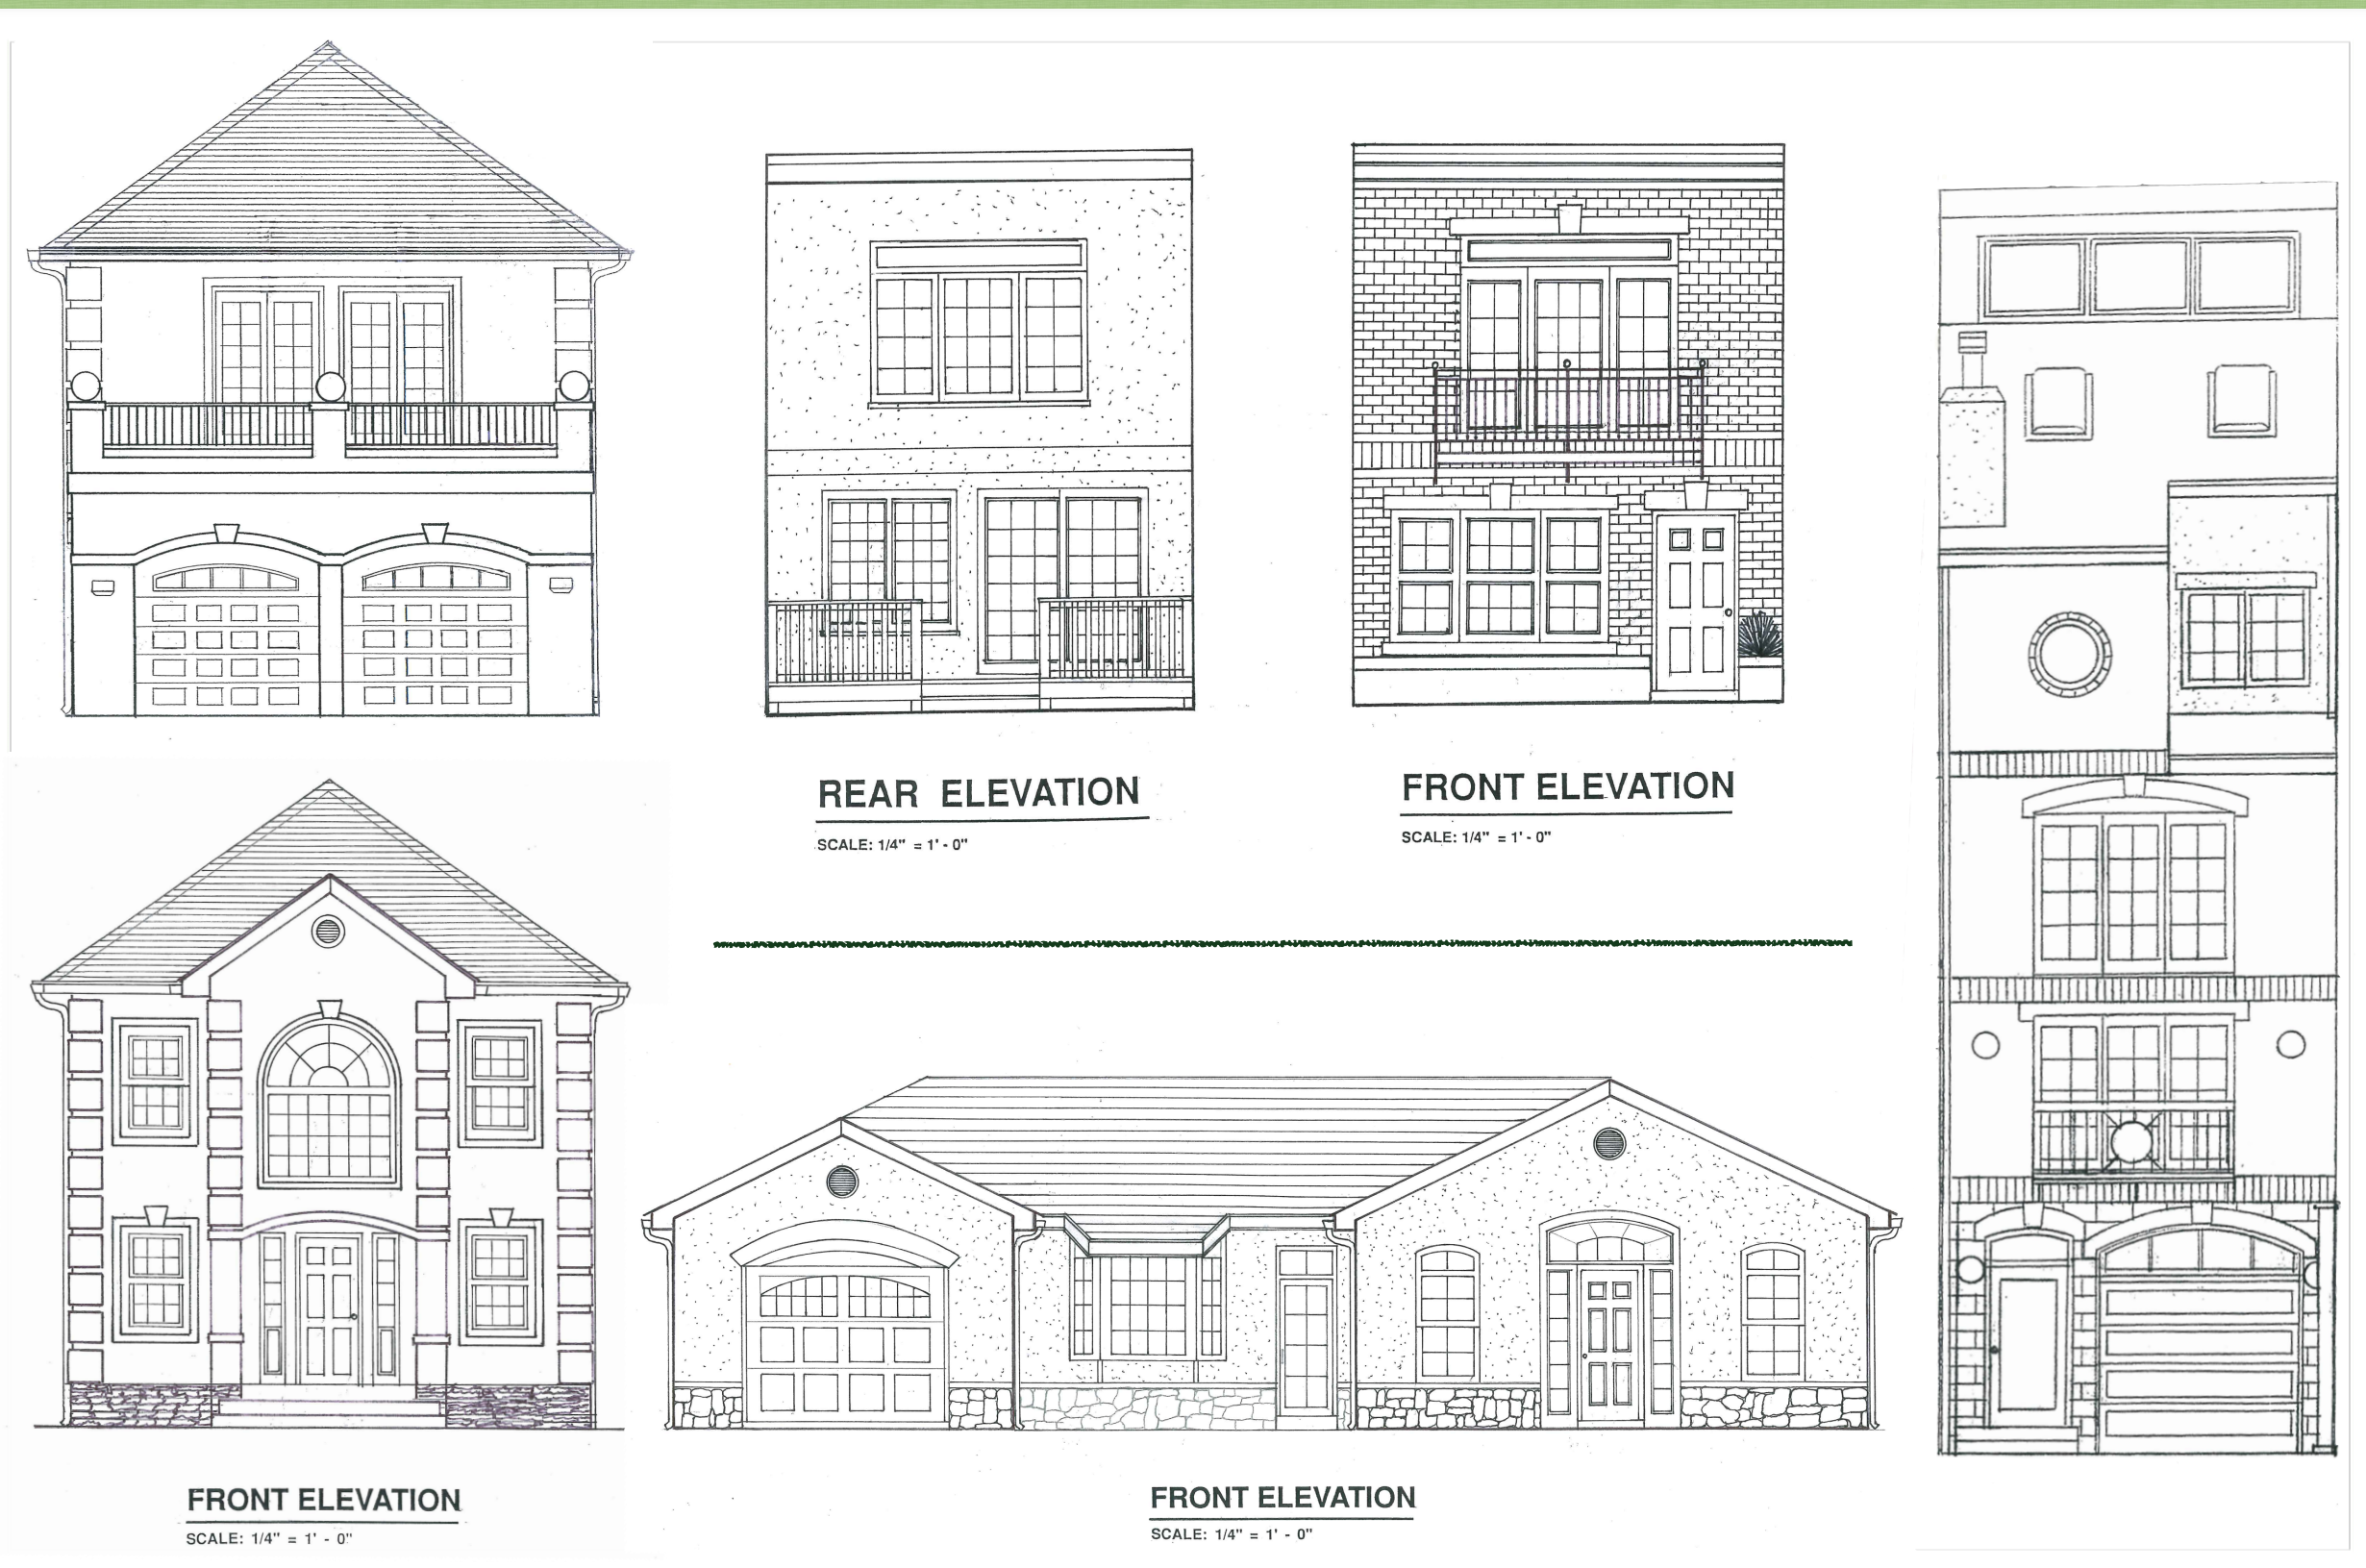 REAR ELEVATION
SCALE: 1/4" = 1' - 0"
FRONT ELEVATION
SCALE: 1/4" = 1' - 0"
FRONT ELEVATION
SCALE: 1/4" = 1' - 0"
FRONT ELEVATION
SCALE: 1/4" = 1' - 0"